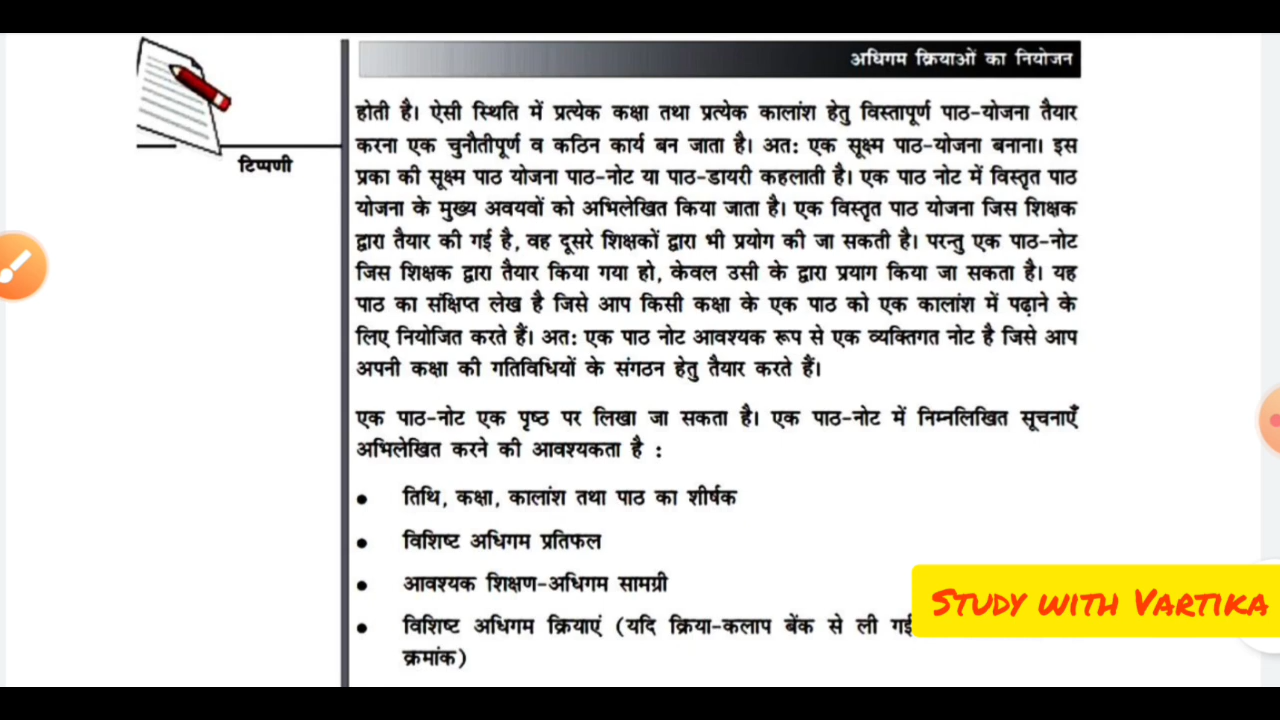 अधिगम क्रियाओं का नियोजन
टिप्पणी
होती है। ऐसी स्थिति में प्रत्येक कक्षा तथा प्रत्येक कालांश हेतु विस्तापूर्ण पाठ-योजना तैयार
करना एक चुनौतीपूर्ण व कठिन कार्य बन जाता है। अतः एक सूक्ष्म पाठ-योजना बनाना। इस
प्रका की सूक्ष्म पाठ योजना पाठ-नोट या पाठ-डायरी कहलाती है। एक पाठ नोट में विस्तृत पाठ
योजना के मुख्य अवयवों को अभिलेखित किया जाता है। एक विस्तृत पाठ योजना जिस शिक्षक
द्वारा तैयार की गई है, वह दूसरे शिक्षकों द्वारा भी प्रयोग की जा सकती है। परन्तु एक पाठ-नोट
जिस शिक्षक द्वारा तैयार किया गया हो, केवल उसी के द्वारा प्रयाग किया जा सकता है। यह
पाठ का संक्षिप्त लेख है जिसे आप किसी कक्षा के एक पाठ को एक कालांश में पढ़ाने के
लिए नियोजित करते हैं। अतः एक पाठ नोट आवश्यक रूप से एक व्यक्तिगत नोट है जिसे आप
अपनी कक्षा की गतिविधियों के संगठन हेतु तैयार करते हैं।
एक पाठ-नोट एक पृष्ठ पर लिखा जा सकता है। एक पाठ-नोट में निम्नलिखित सूचनाएँ
अभिलेखित करने की आवश्यकता है :
• तिथि, कक्षा, कालांश तथा पाठ का शीर्षक
• विशिष्ट अधिगम प्रतिफल
• आवश्यक शिक्षण-अधिगम सामग्री
• विशिष्ट अधिगम क्रियाएं (यदि क्रिया-कलाप बेंक से ली गई
क्रमांक)
STUDY WITH VARTIKA